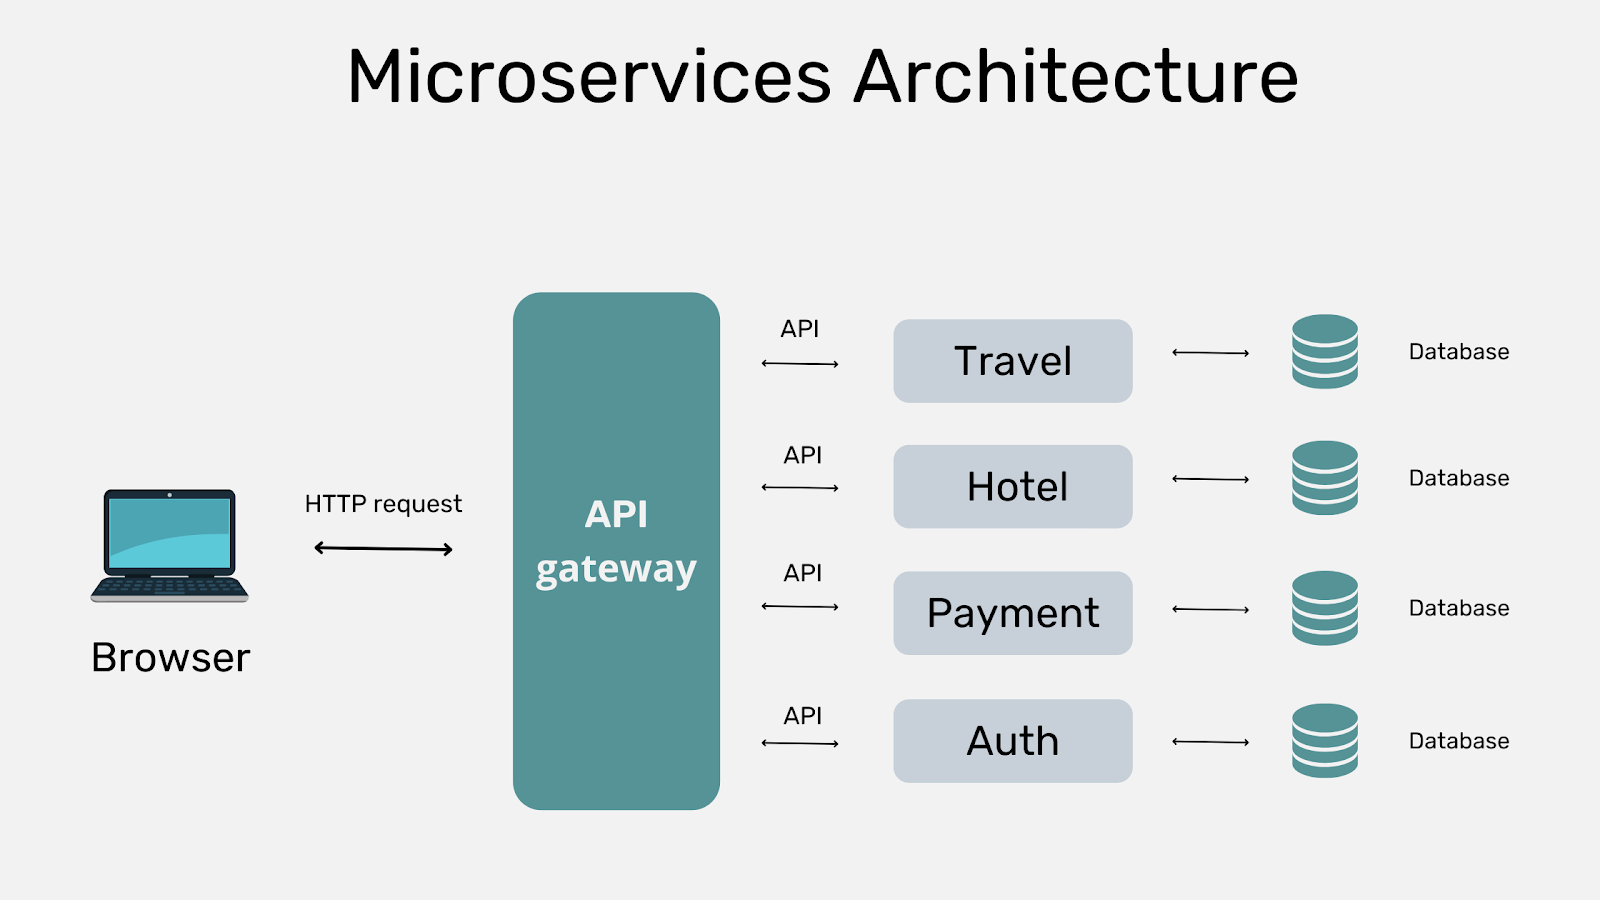 Microservices Architecture
API
Travel
Database
API
Hotel
Database
HTTP request
API
gateway
API
Payment
Database
Browser
API
Auth
Database